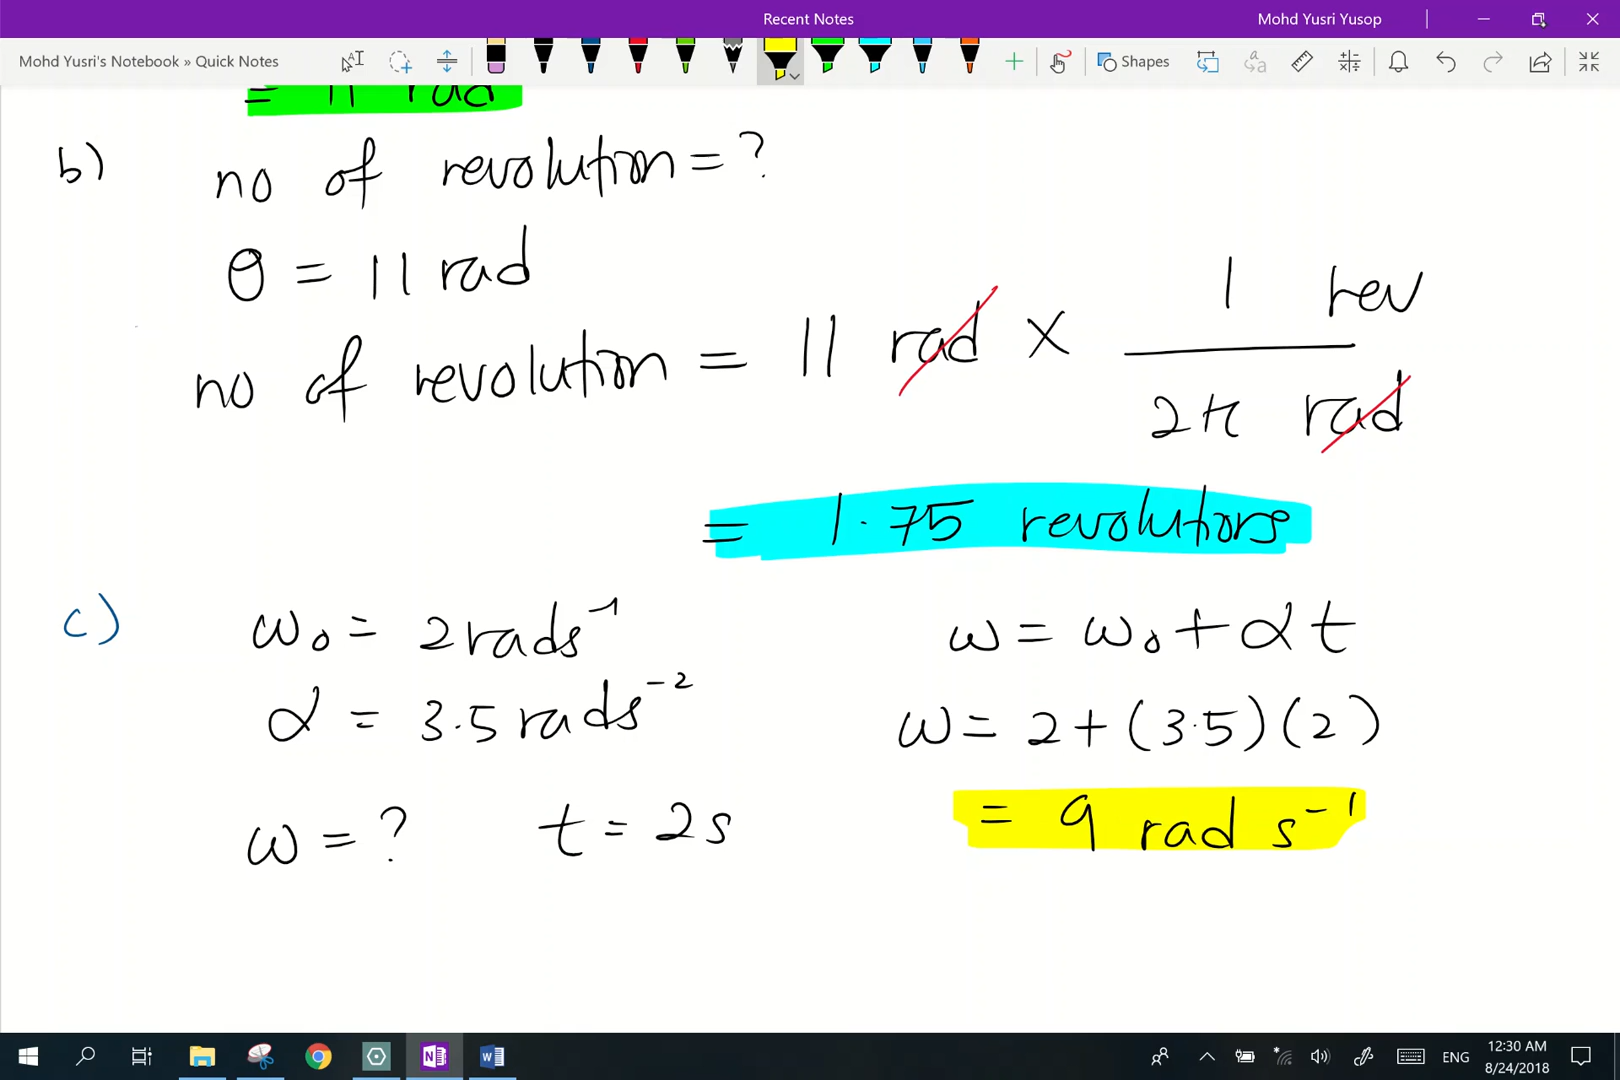 Recent Notes
Mohd Yusri Yusop
Mohd Yusri's Notebook » Quick Notes
Shapes
= 11 rad
b) no of revolution = ?
θ = 11 rad
no of revolution = 11 rad × 1 rev / 2π rad
= 1.75 revolutions
c) ω₀ = 2 rads⁻¹
ω = ω₀ + αt
α = 3.5 rads⁻²
ω = 2 + (3.5)(2)
ω = ? t = 2s
= 9 rad s⁻¹
ENG
12:30 AM
8/24/2018